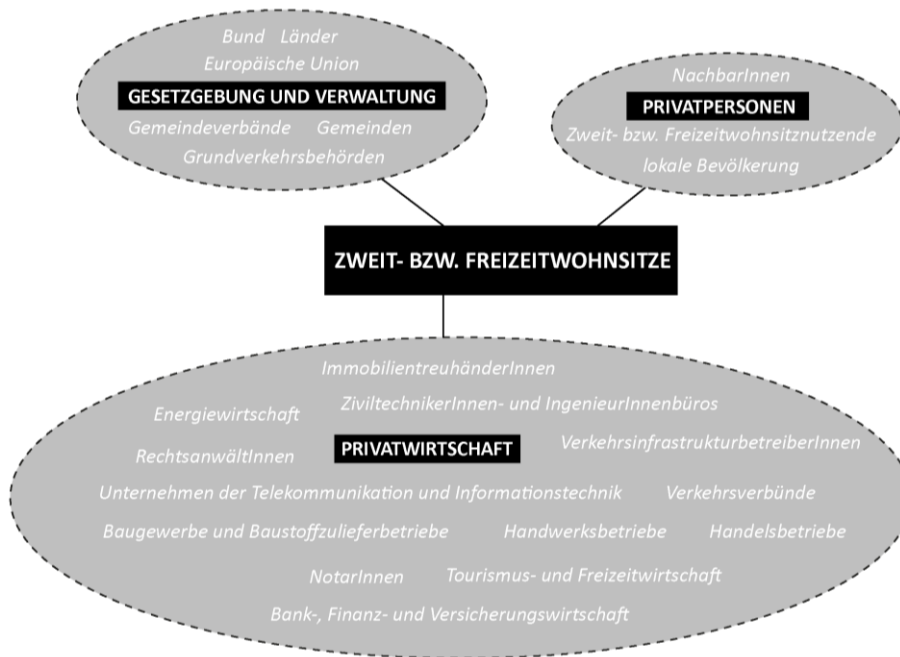 Bund Länder
Europäische Union
GESETZGEBUNG UND VERWALTUNG
Gemeindeverbände Gemeinden
Grundverkehrsbehörden
NachbarInnen
PRIVATPERSONEN
Zweit- bzw. Freizeitwohnsitznutzende
lokale Bevölkerung
ZWEIT- BZW. FREIZEITWOHNSITZE
ImmobilientreuhänderInnen
Energiewirtschaft ZiviltechnikerInnen- und IngenieurInnenbüros
RechtsanwältInnen PRIVATWIRTSCHAFT VerkehrsinfrastrukturbetreiberInnen
Unternehmen der Telekommunikation und Informationstechnik Verkehrsverbünde
Baugewerbe und Baustoffzulieferbetriebe Handwerksbetriebe Handelsbetriebe
NotarInnen Tourismus- und Freizeitwirtschaft
Bank-, Finanz- und Versicherungswirtschaft